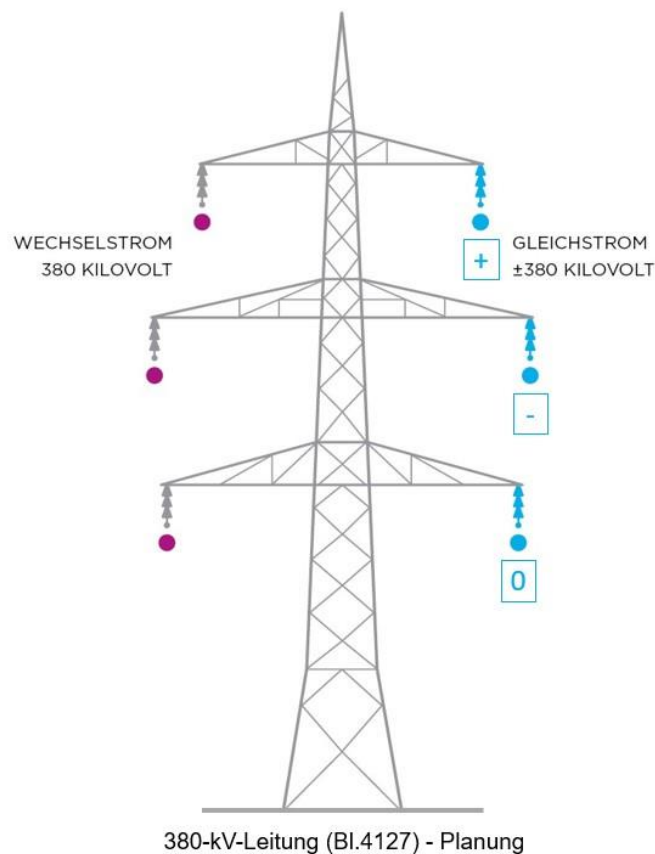 WECHSELSTROM
380 KILOVOLT
GLEICHSTROM
±380 KILOVOLT
+
-
0
380-kV-Leitung (Bl.4127) - Planung